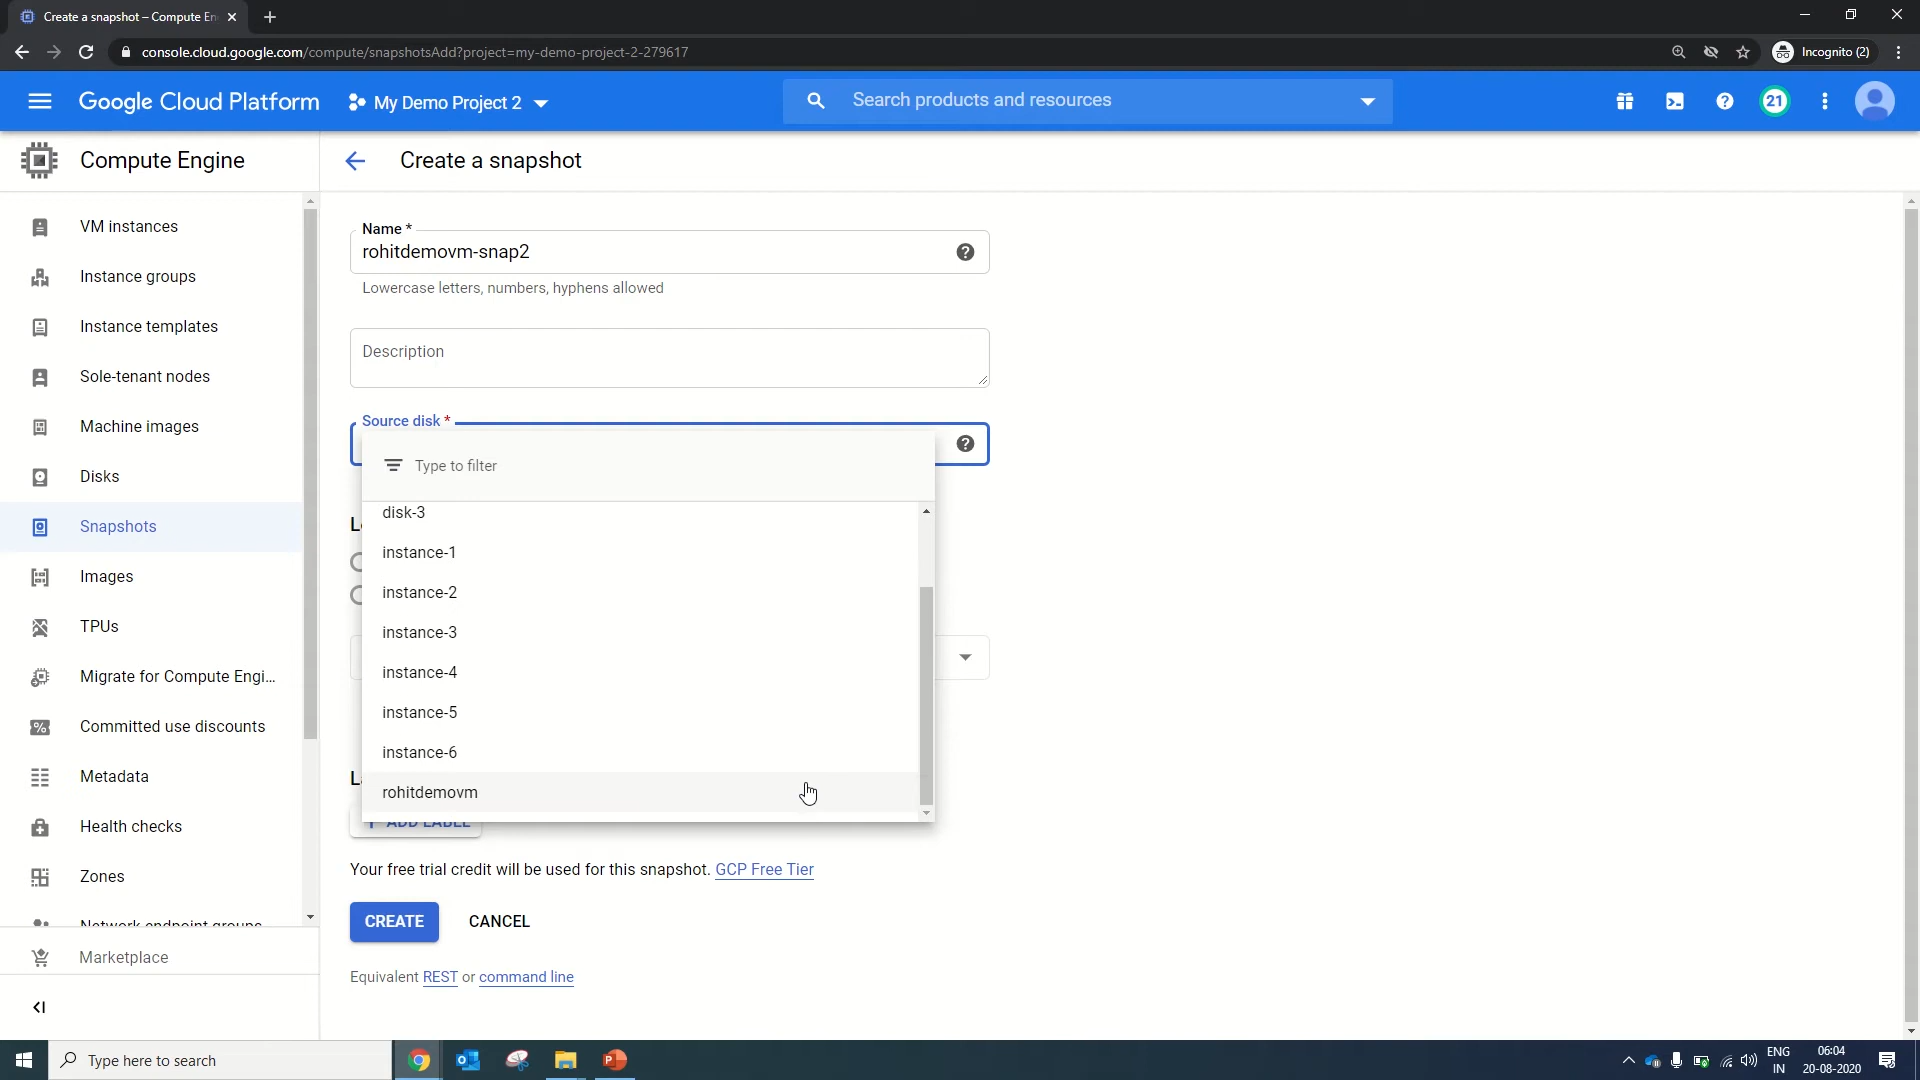 Create a snapshot – Compute En
console.cloud.google.com/compute/snapshotsAdd?project=my-demo-project-2-279617
Incognito (2)
Google Cloud Platform
My Demo Project 2
Search products and resources
21
Compute Engine
Create a snapshot
VM instances
Instance groups
Instance templates
Sole-tenant nodes
Machine images
Disks
Snapshots
Images
TPUs
Migrate for Compute Engi...
Committed use discounts
Metadata
Health checks
Zones
Network endpoint groups
Marketplace
Name *
rohitdemovm-snap2
Lowercase letters, numbers, hyphens allowed
Description
Source disk *
Type to filter
disk-3
instance-1
instance-2
instance-3
instance-4
instance-5
instance-6
rohitdemovm
+ ADD LABEL
Your free trial credit will be used for this snapshot. GCP Free Tier
CREATE
CANCEL
Equivalent REST or command line
Type here to search
ENG
IN
06:04
20-08-2020